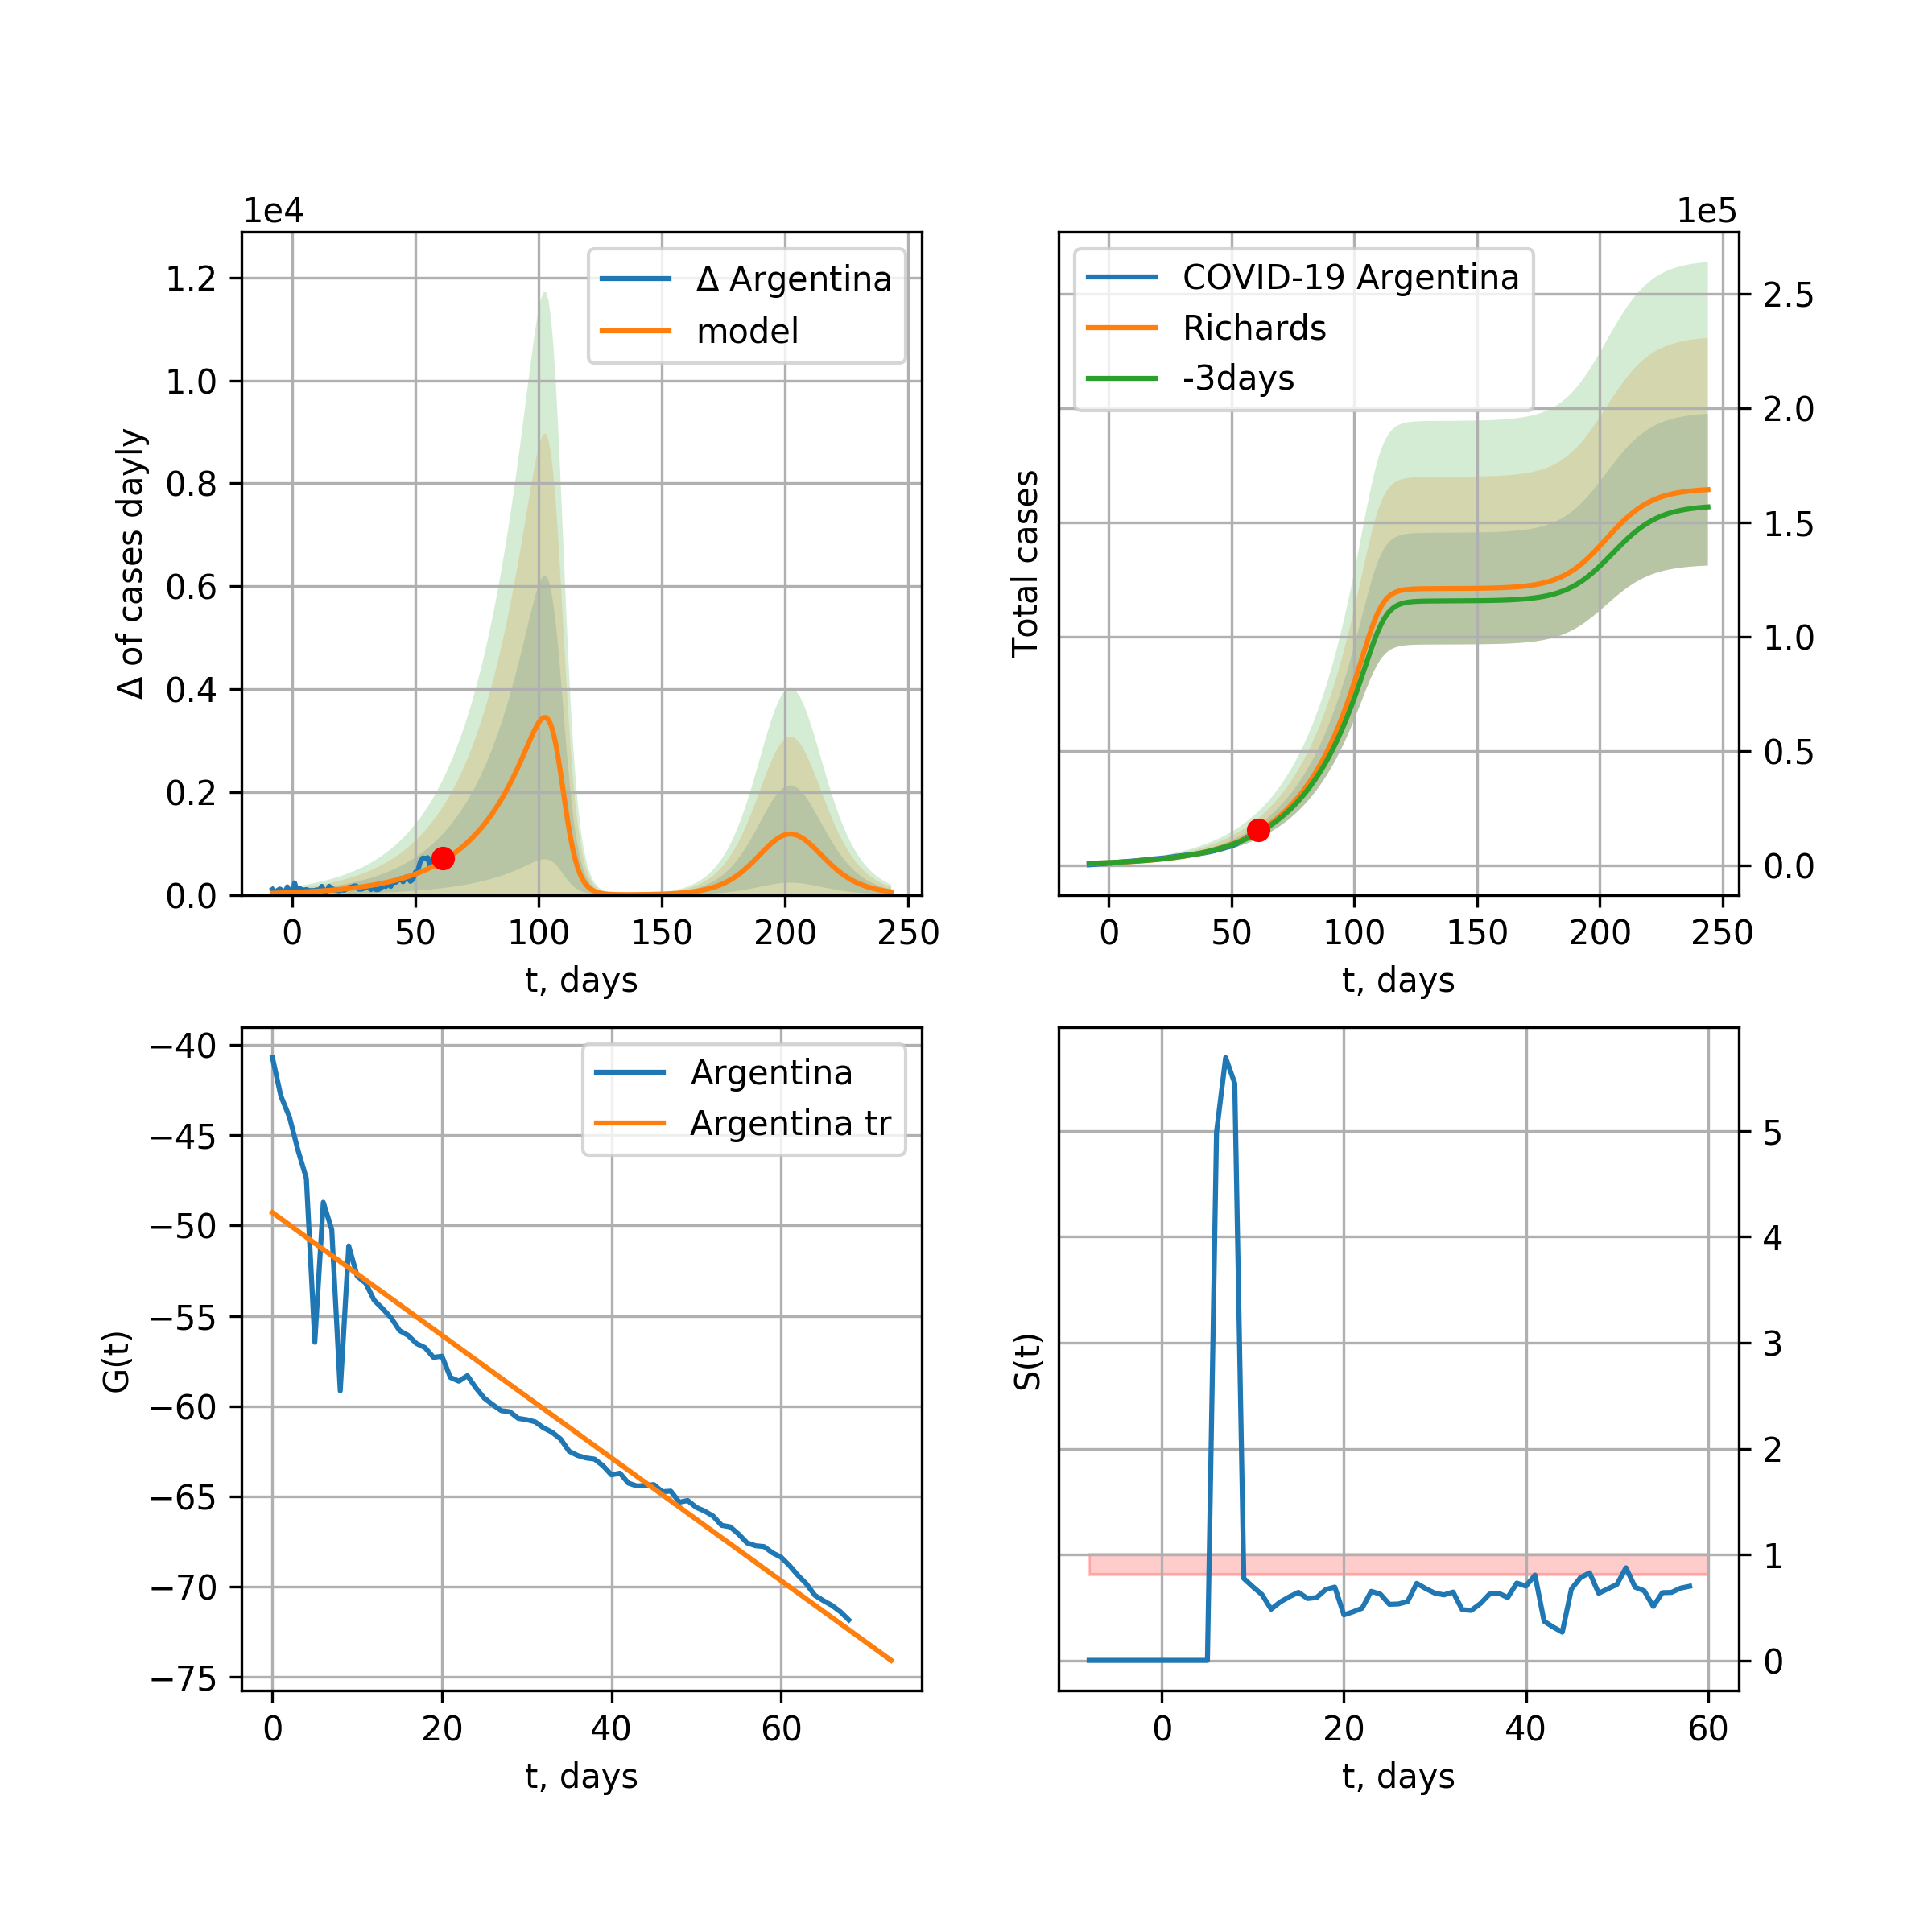 1e4
Δ of cases dayly
1.2
1.0
0.8
0.6
0.4
0.2
0.0
Δ Argentina
model
0 50 100 150 200 250
t, days
1e5
Total cases
COVID-19 Argentina
Richards
-3days
2.5
2.0
1.5
1.0
0.5
0.0
0 50 100 150 200 250
t, days
G(t)
−40
−45
−50
−55
−60
−65
−70
−75
Argentina
Argentina tr
0 20 40 60
t, days
S(t)
5
4
3
2
1
0
0 20 40 60
t, days